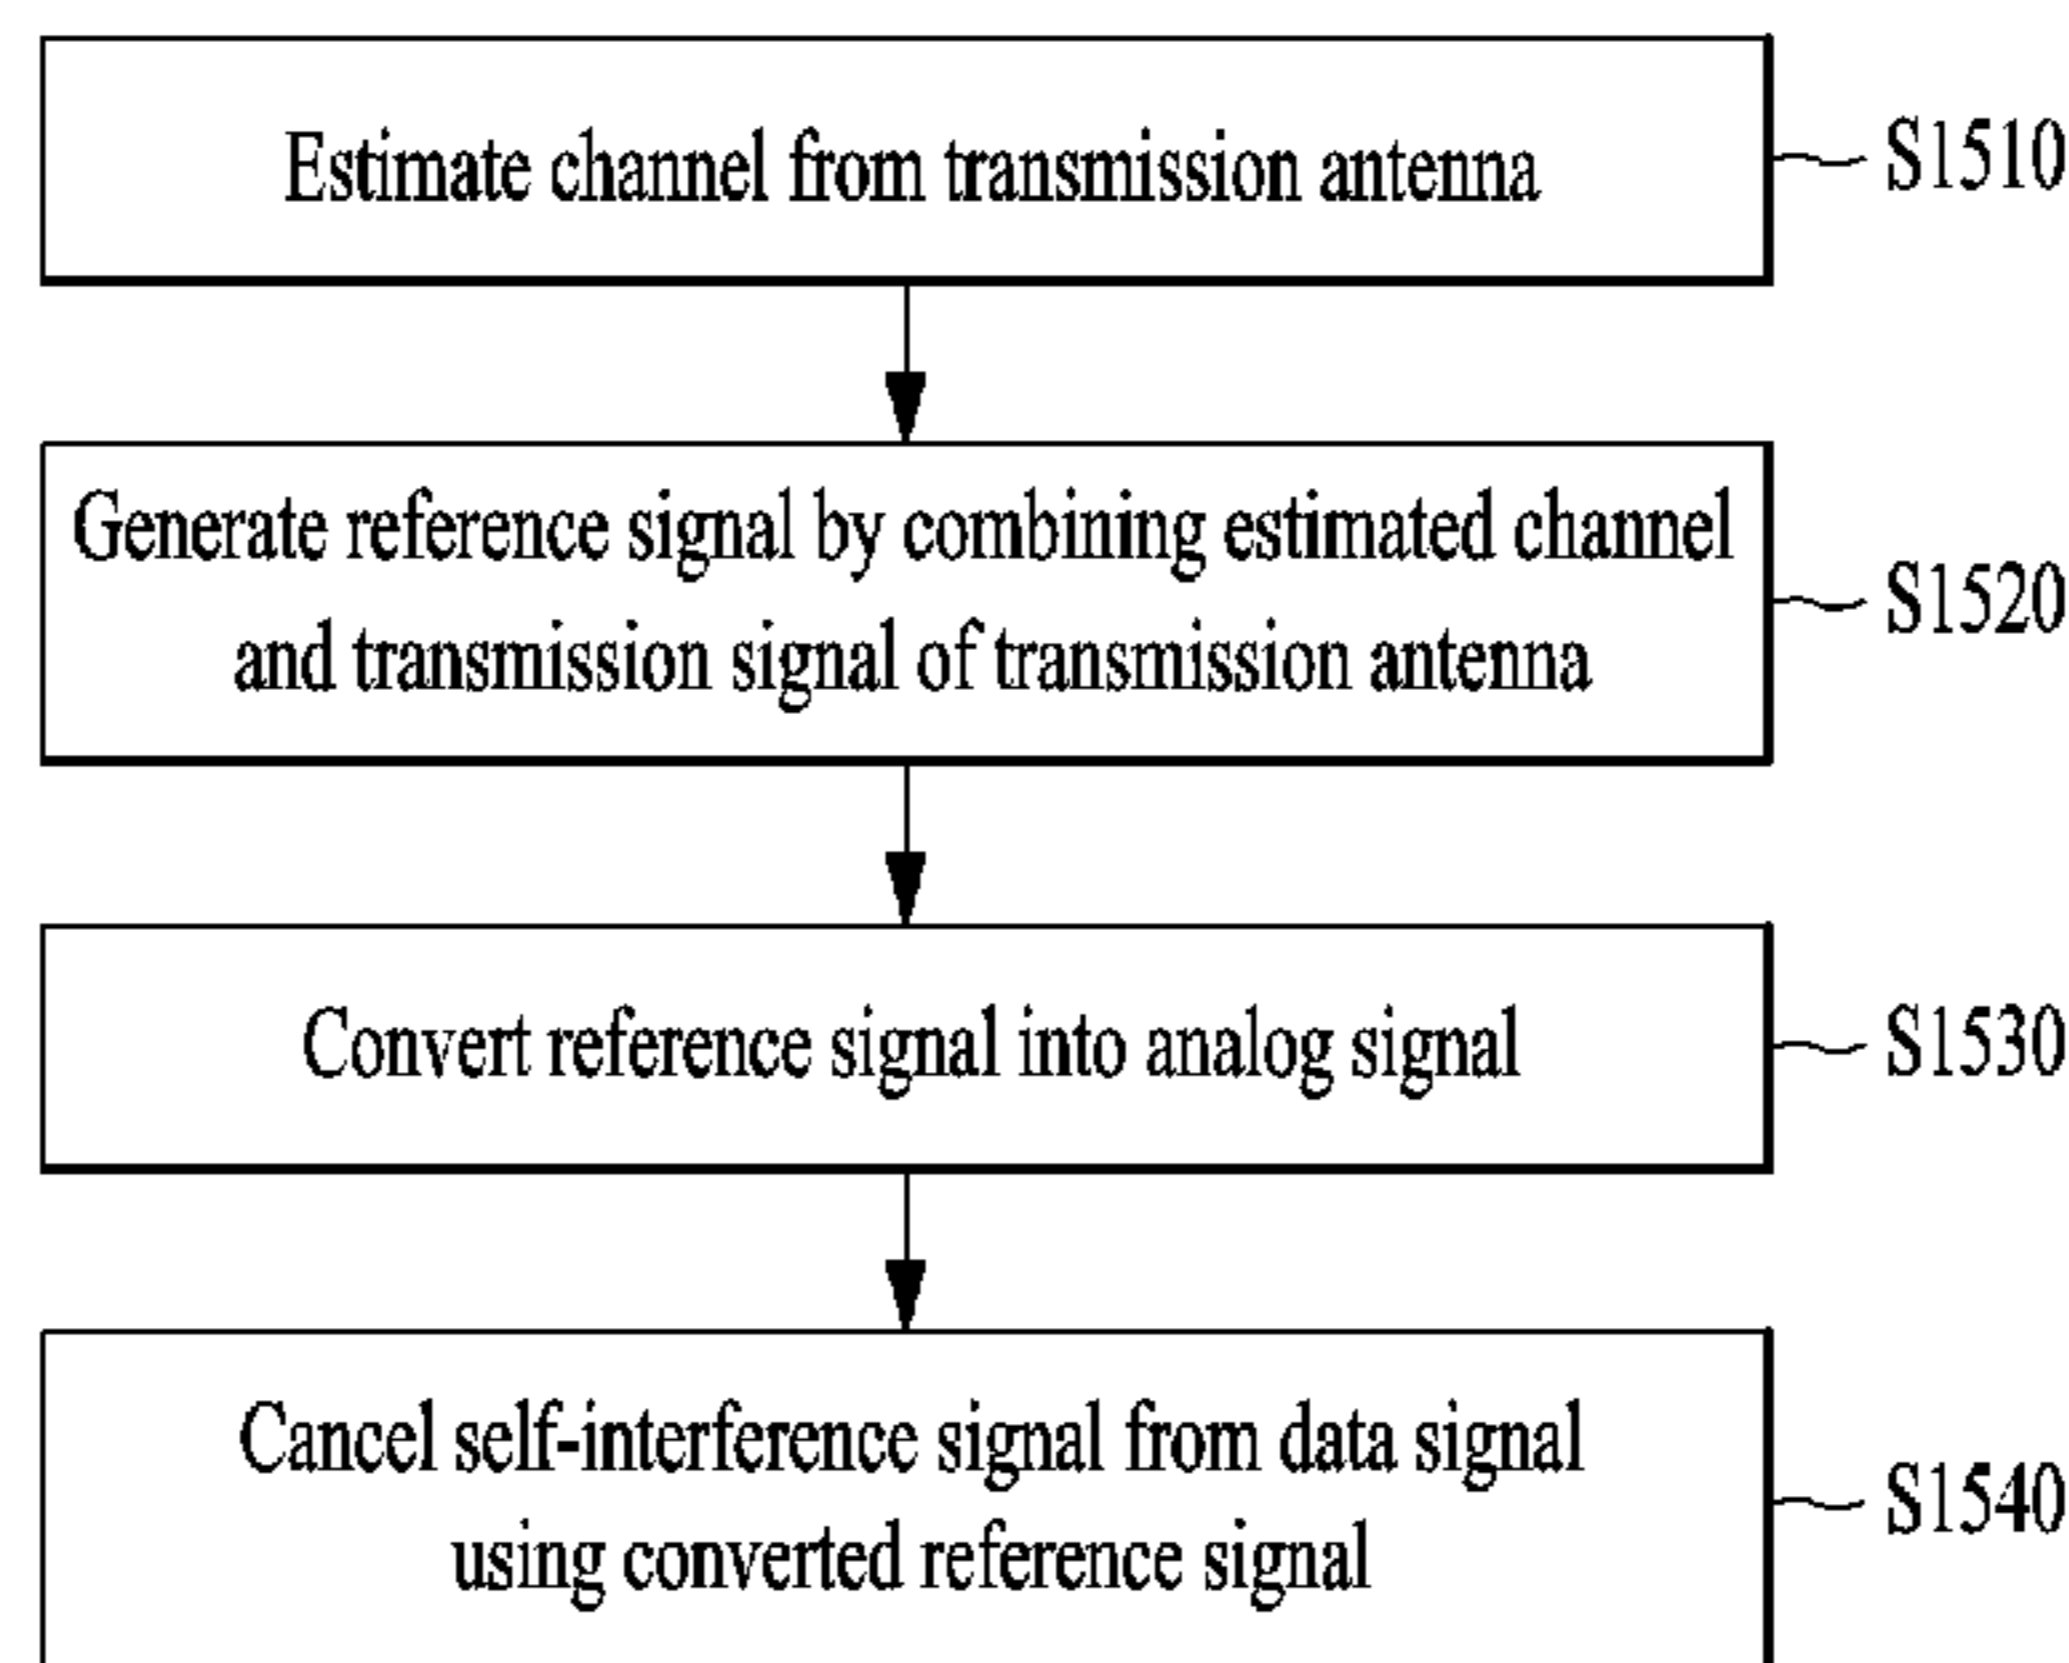 Estimate channel from transmission antenna
S1510
Generate reference signal by combining estimated channel
and transmission signal of transmission antenna
S1520
Convert reference signal into analog signal
S1530
Cancel self-interference signal from data signal
using converted reference signal
S1540